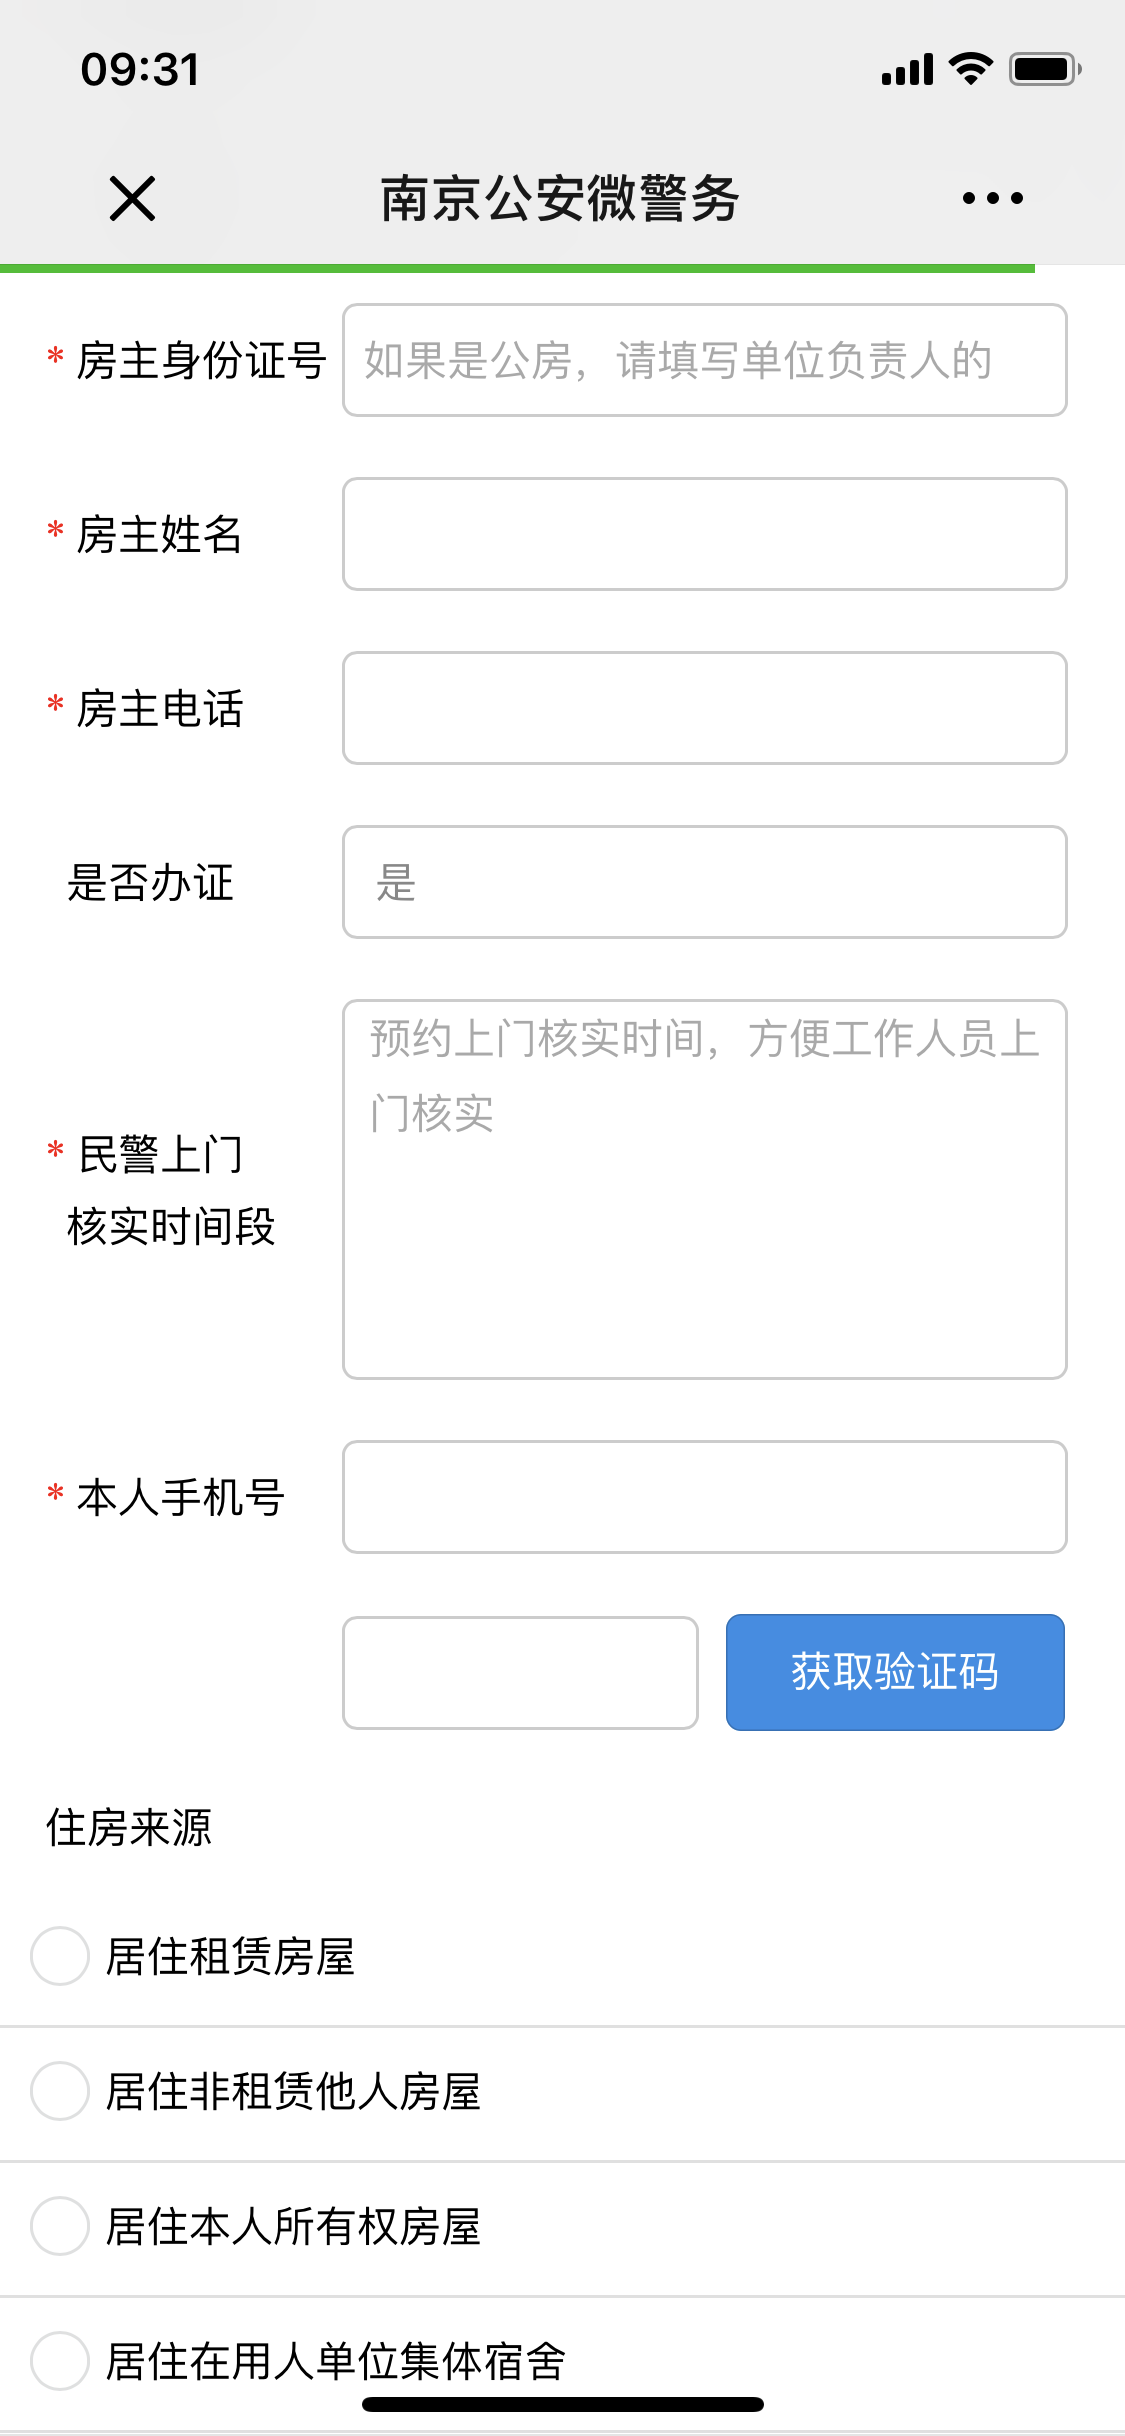 09:31
南京公安微警务
* 房主身份证号
如果是公房，请填写单位负责人的
* 房主姓名
* 房主电话
是否办证
是
预约上门核实时间，方便工作人员上
门核实
* 民警上门
核实时间段
* 本人手机号
获取验证码
住房来源
居住租赁房屋
居住非租赁他人房屋
居住本人所有权房屋
居住在用人单位集体宿舍